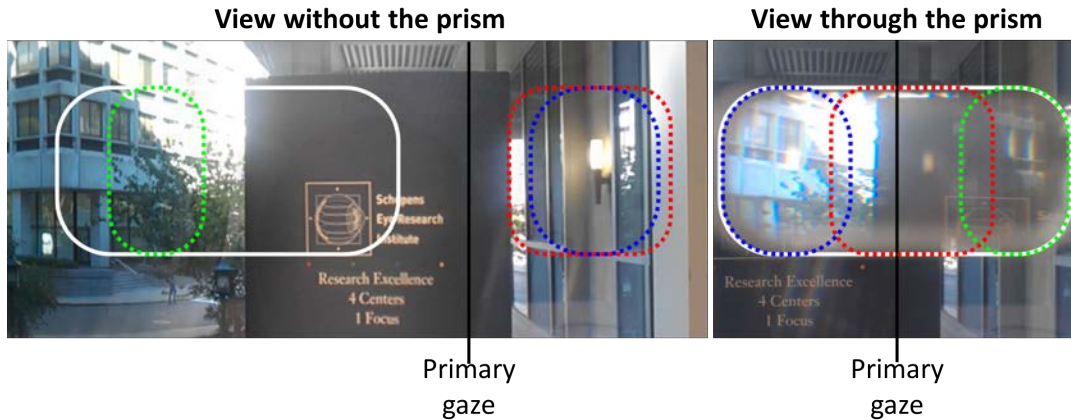 View without the prism
View through the prism
Schepens
Eye Research
Institute
Research Excellence
4 Centers
1 Focus
Research Excellence
4 Centers
1 Focus
Primary
gaze
Primary
gaze